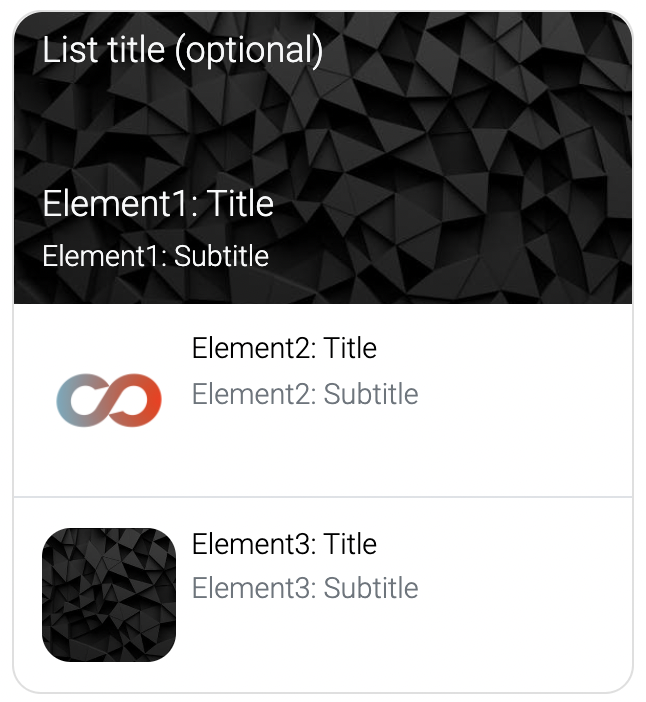 List title (optional)
Element1: Title
Element1: Subtitle
Element2: Title
Element2: Subtitle
Element3: Title
Element3: Subtitle